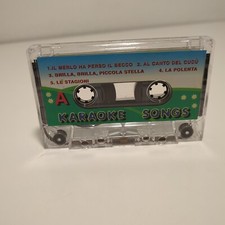 1. IL MERLO HA PERSO IL BECCO 2. AL CANTO DEL CUCU
3. BRILLA, BRILLA, PICCOLA STELLA 4. LA POLENTA
5. LE STAGIONI
A
KARAOKE SONGS